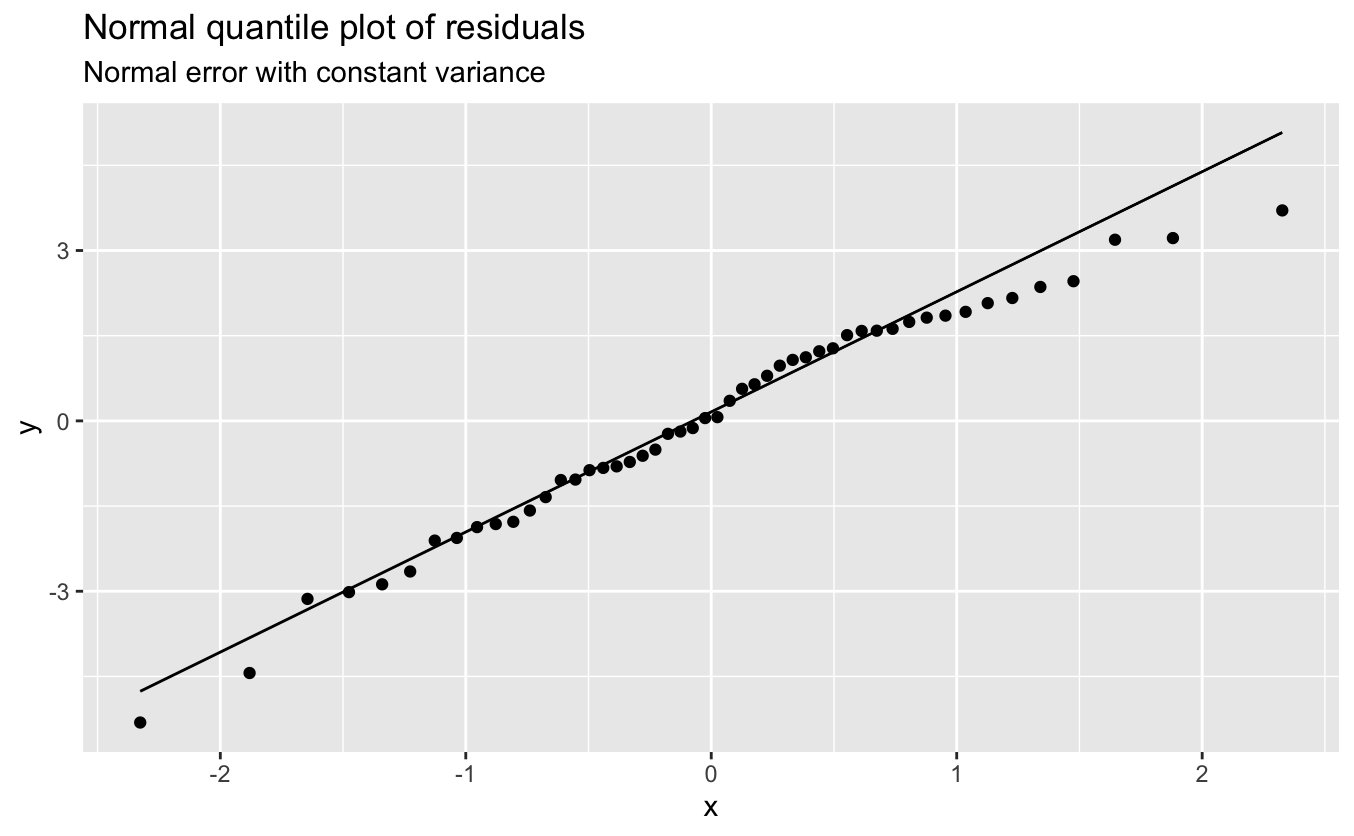 Normal quantile plot of residuals
Normal error with constant variance
3
0
-3
y
-2
-1
0
1
2
x